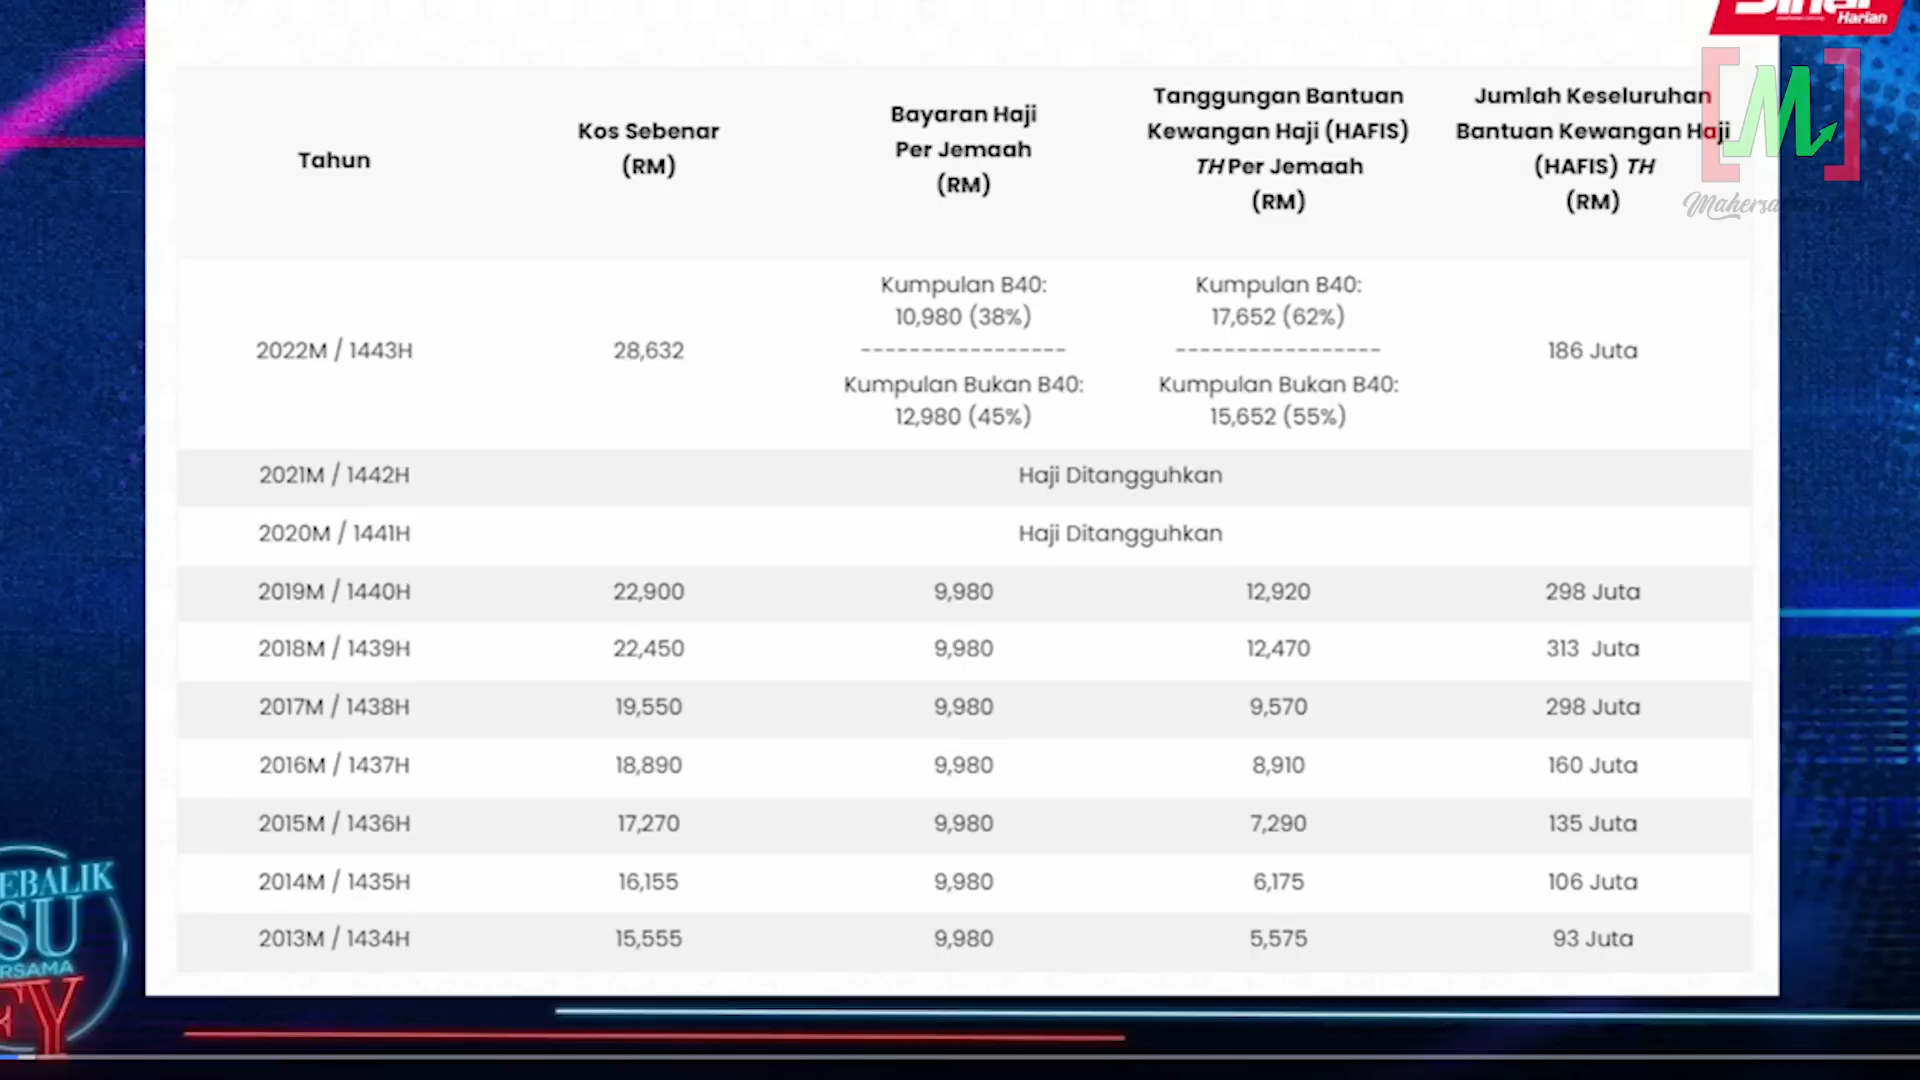 Sinar
Harian
Tahun
Kos Sebenar
(RM)
Bayaran Haji
Per Jemaah
(RM)
Tanggungan Bantuan
Kewangan Haji (HAFIS)
TH Per Jemaah
(RM)
Jumlah Keseluruhan
Bantuan Kewangan Haji
(HAFIS) TH
(RM)
2022M / 1443H
28,632
Kumpulan B40:
10,980 (38%)
-----------------
Kumpulan Bukan B40:
12,980 (45%)
Kumpulan B40:
17,652 (62%)
-----------------
Kumpulan Bukan B40:
15,652 (55%)
186 Juta
2021M / 1442H Haji Ditangguhkan
2020M / 1441H Haji Ditangguhkan
2019M / 1440H 22,900 9,980 12,920 298 Juta
2018M / 1439H 22,450 9,980 12,470 313 Juta
2017M / 1438H 19,550 9,980 9,570 298 Juta
2016M / 1437H 18,890 9,980 8,910 160 Juta
2015M / 1436H 17,270 9,980 7,290 135 Juta
2014M / 1435H 16,155 9,980 6,175 106 Juta
2013M / 1434H 15,555 9,980 5,575 93 Juta
EBALIK
SU
ERSAMA
FY